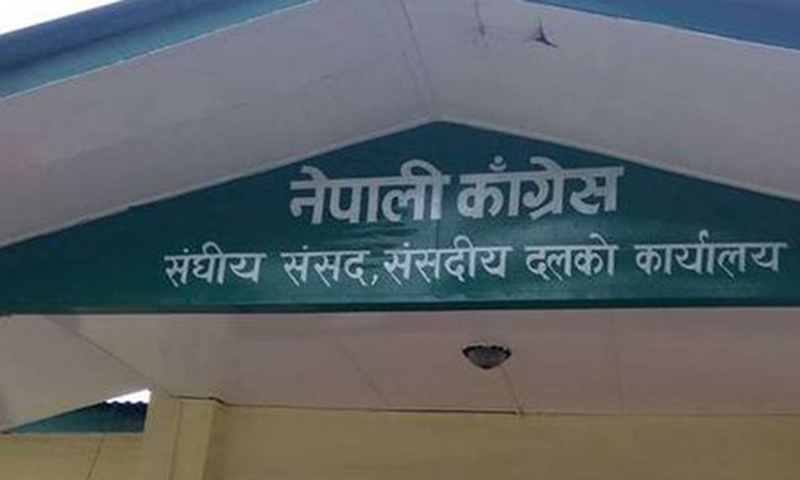 नेपाली काँग्रेस
संघीय संसद,संसदीय दलको कार्यालय